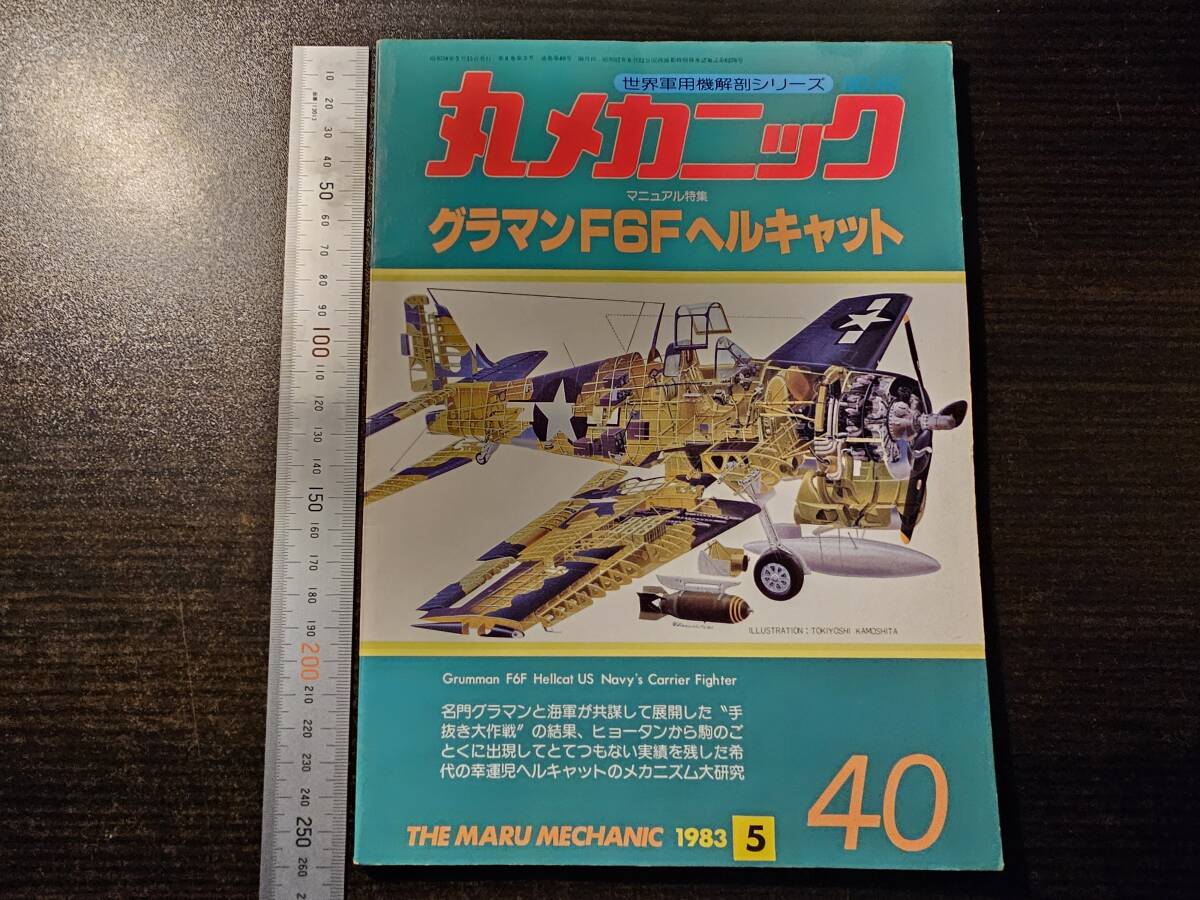 世界軍用機解剖シリーズ
丸メカニック
マニュアル特集
グラマンF6Fヘルキャット
ILLUSTRATION : TOKIYOSHI KAMOSHITA
Grumman F6F Hellcat US Navy's Carrier Fighter
名門グラマンと海軍が共謀して展開した〝手
抜き大作戦〟の結果、ヒョータンから駒のご
とくに出現してとてつもない実績を残した希
代の幸運児ヘルキャットのメカニズム大研究
40
THE MARU MECHANIC 1983 5
10
20
30
40
50
60
70
80
90
100
110
120
130
140
150
160
170
180
190
200
210
220
230
240
250
260